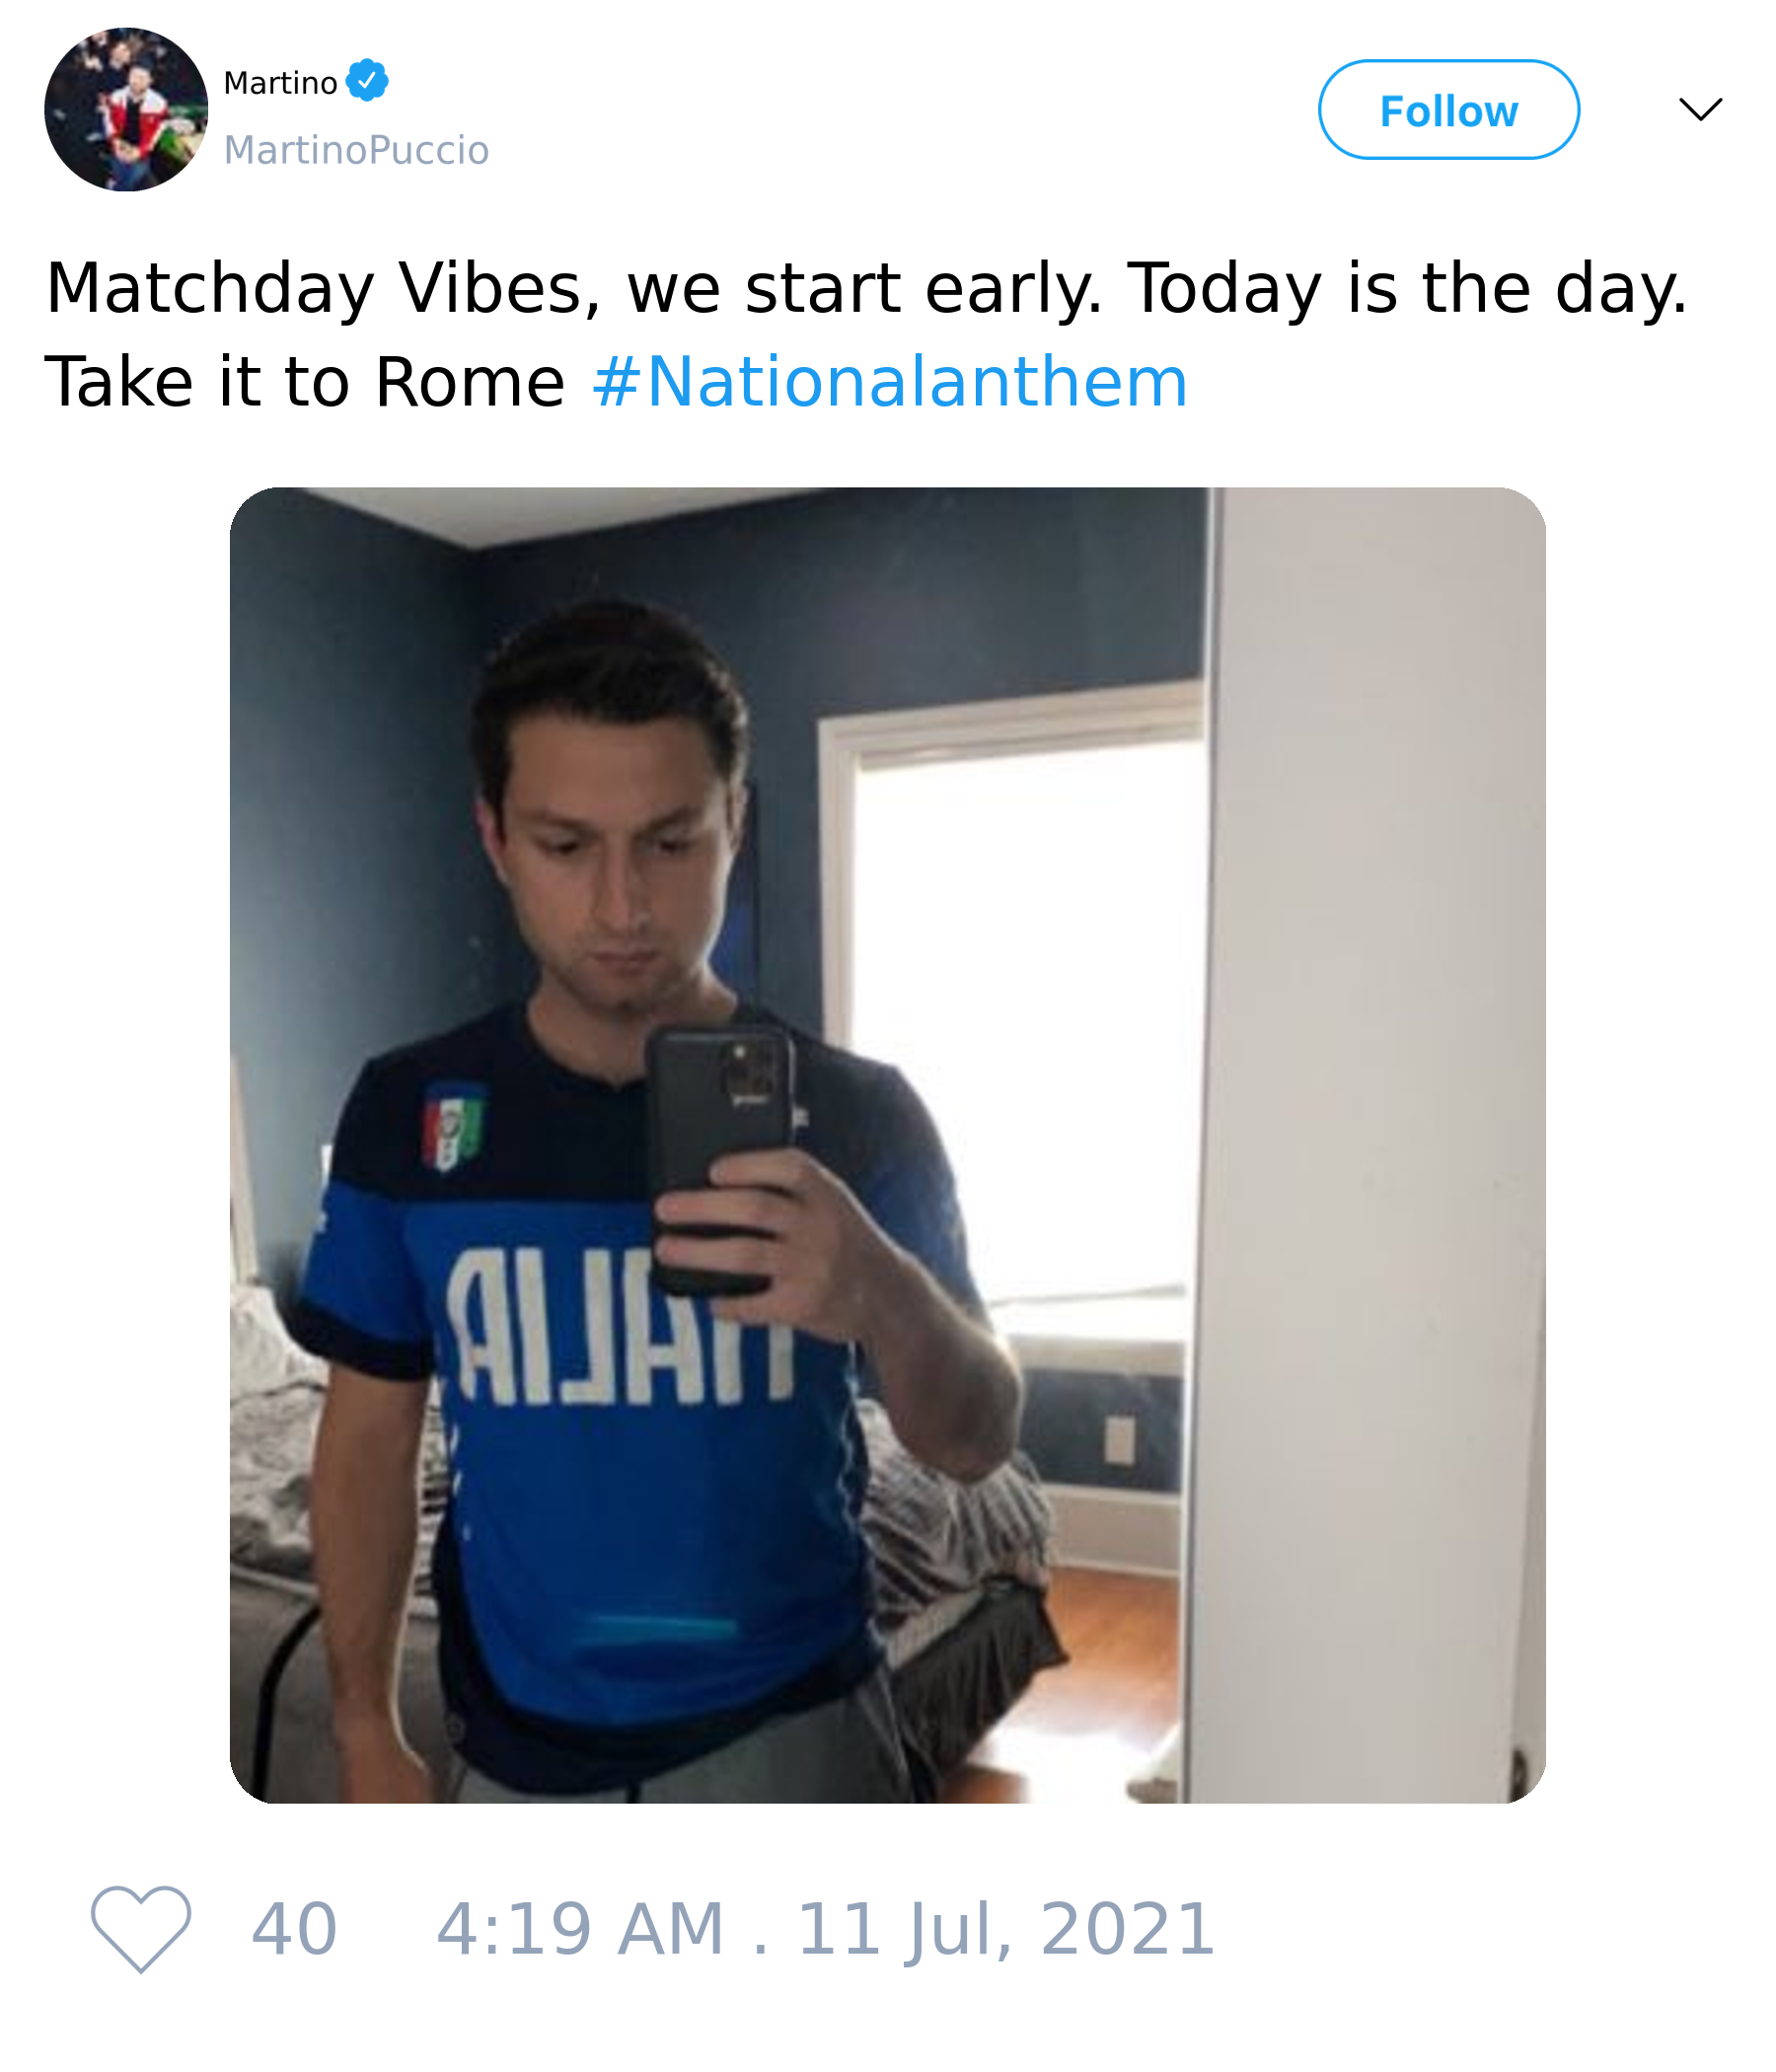 Martino
MartinoPuccio
Follow
Matchday Vibes, we start early. Today is the day.
Take it to Rome #Nationalanthem
ITALIA
40 4:19 AM . 11 Jul, 2021